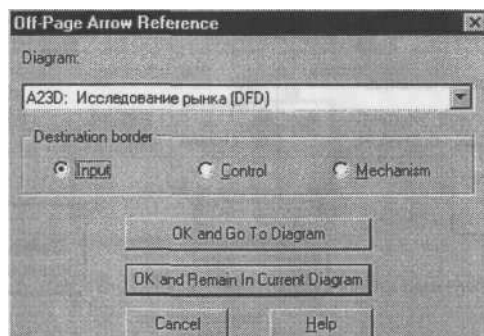 Off-Page Arrow Reference
Diagram:
A23D: Исследование рынка (DFD)
Destination border
Input
Control
Mechanism
OK and Go To Diagram
OK and Remain In Current Diagram
Cancel
Help